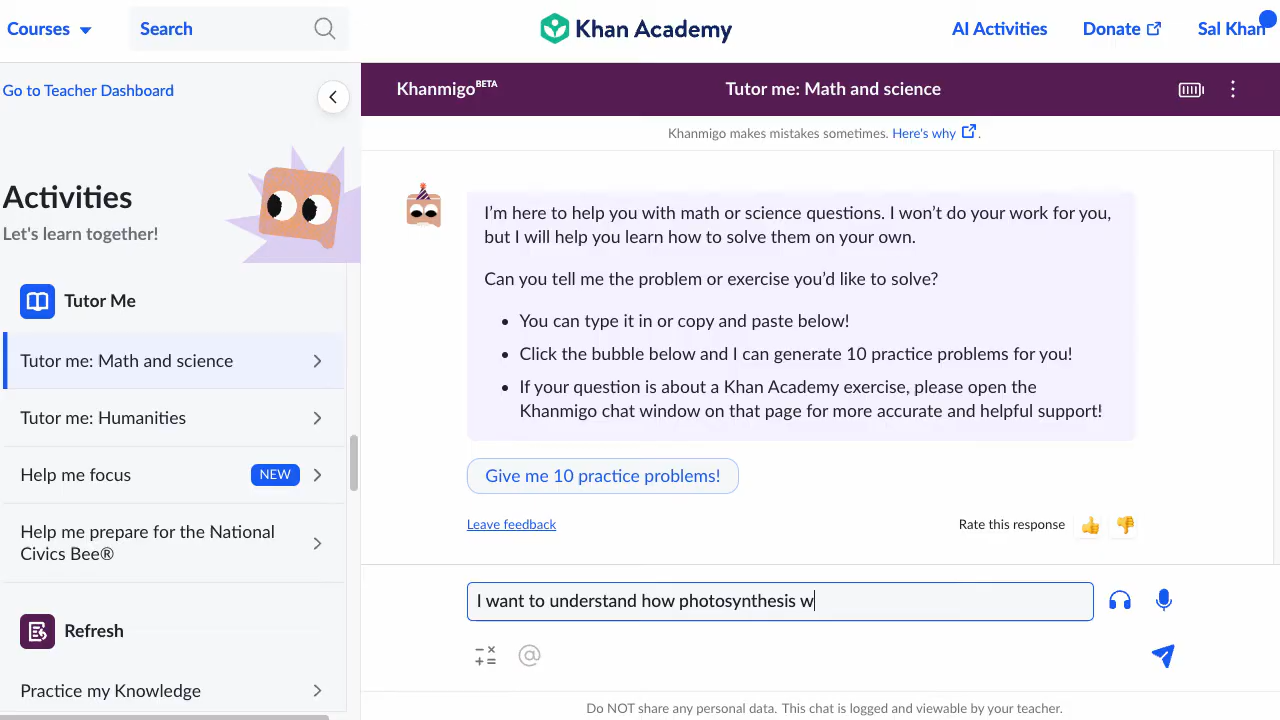 Courses
Search
Khan Academy
AI Activities
Donate
Sal Khan
Go to Teacher Dashboard
Activities
Let's learn together!
Tutor Me
Tutor me: Math and science
Tutor me: Humanities
Help me focus
NEW
Help me prepare for the National
Civics Bee®
Refresh
Practice my Knowledge
Khanmigo BETA
Tutor me: Math and science
Khanmigo makes mistakes sometimes. Here's why .
I’m here to help you with math or science questions. I won’t do your work for you,
but I will help you learn how to solve them on your own.
Can you tell me the problem or exercise you’d like to solve?
• You can type it in or copy and paste below!
• Click the bubble below and I can generate 10 practice problems for you!
• If your question is about a Khan Academy exercise, please open the
Khanmigo chat window on that page for more accurate and helpful support!
Give me 10 practice problems!
Leave feedback
Rate this response
I want to understand how photosynthesis w
Do NOT share any personal data. This chat is logged and viewable by your teacher.